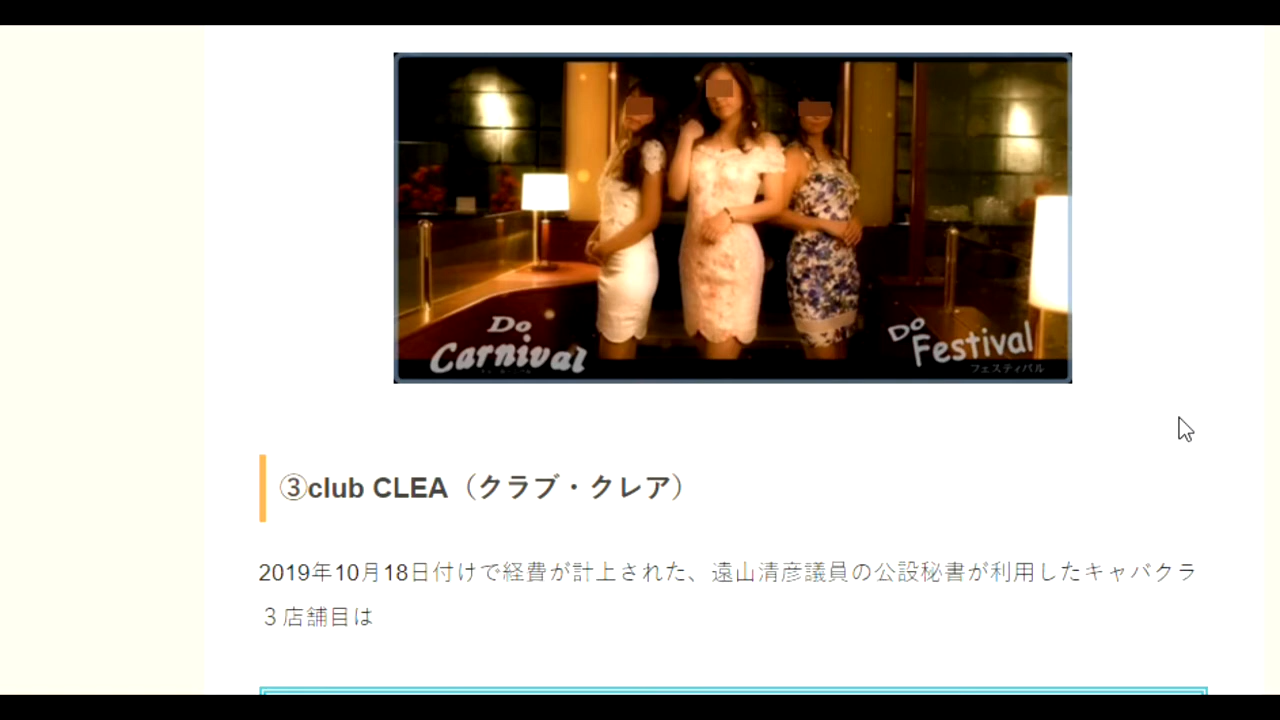 Do
Carnival
Do
Festival
フェスティバル
③club CLEA（クラブ・クレア）
2019年10月18日付けで経費が計上された、遠山清彦議員の公設秘書が利用したキャバクラ
３店舗目は